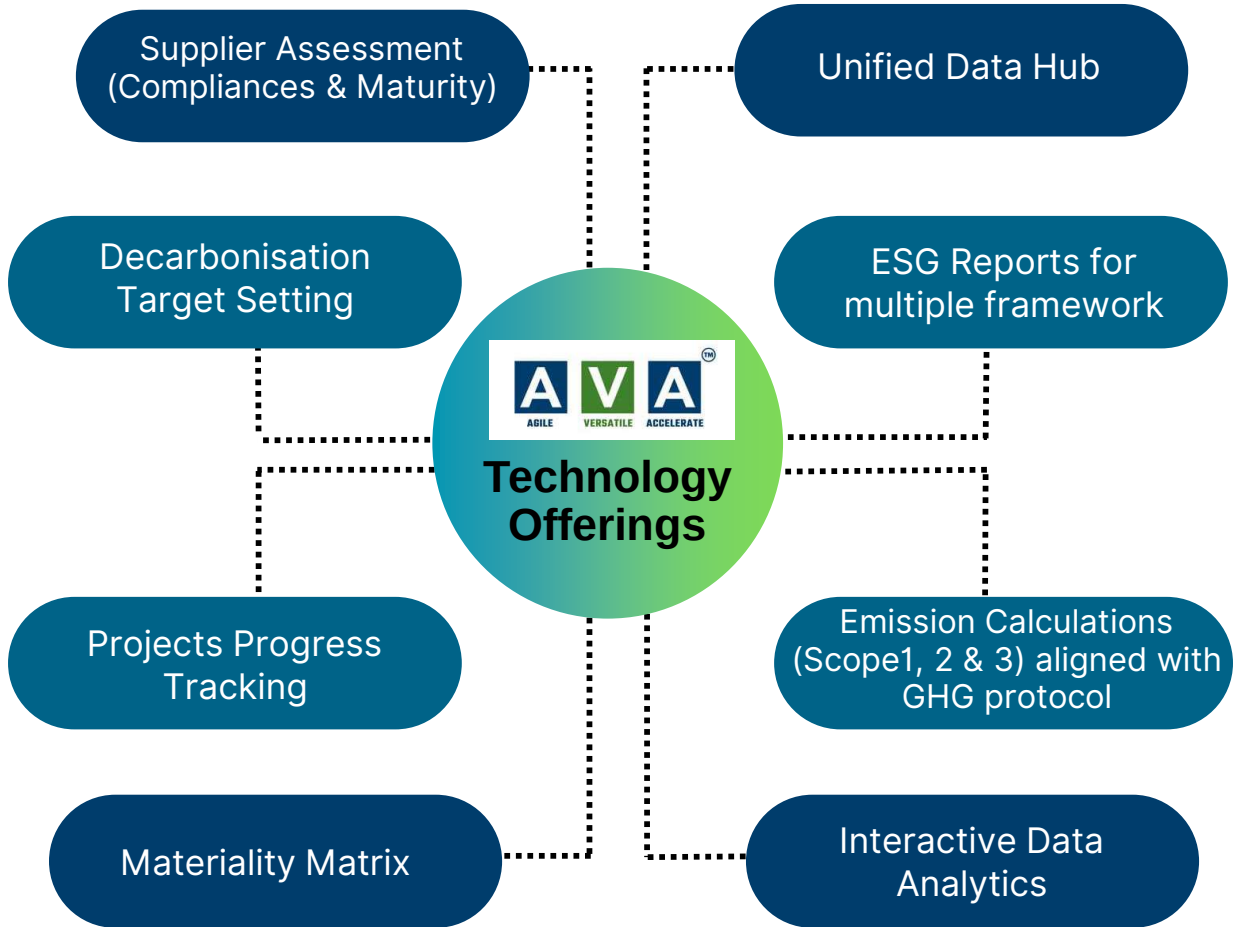 Supplier Assessment
(Compliances & Maturity)
Unified Data Hub
Decarbonisation
Target Setting
ESG Reports for
multiple framework
A V A TM
AGILE VERSATILE ACCELERATE
Technology
Offerings
Projects Progress
Tracking
Emission Calculations
(Scope1, 2 & 3) aligned with
GHG protocol
Materiality Matrix
Interactive Data
Analytics